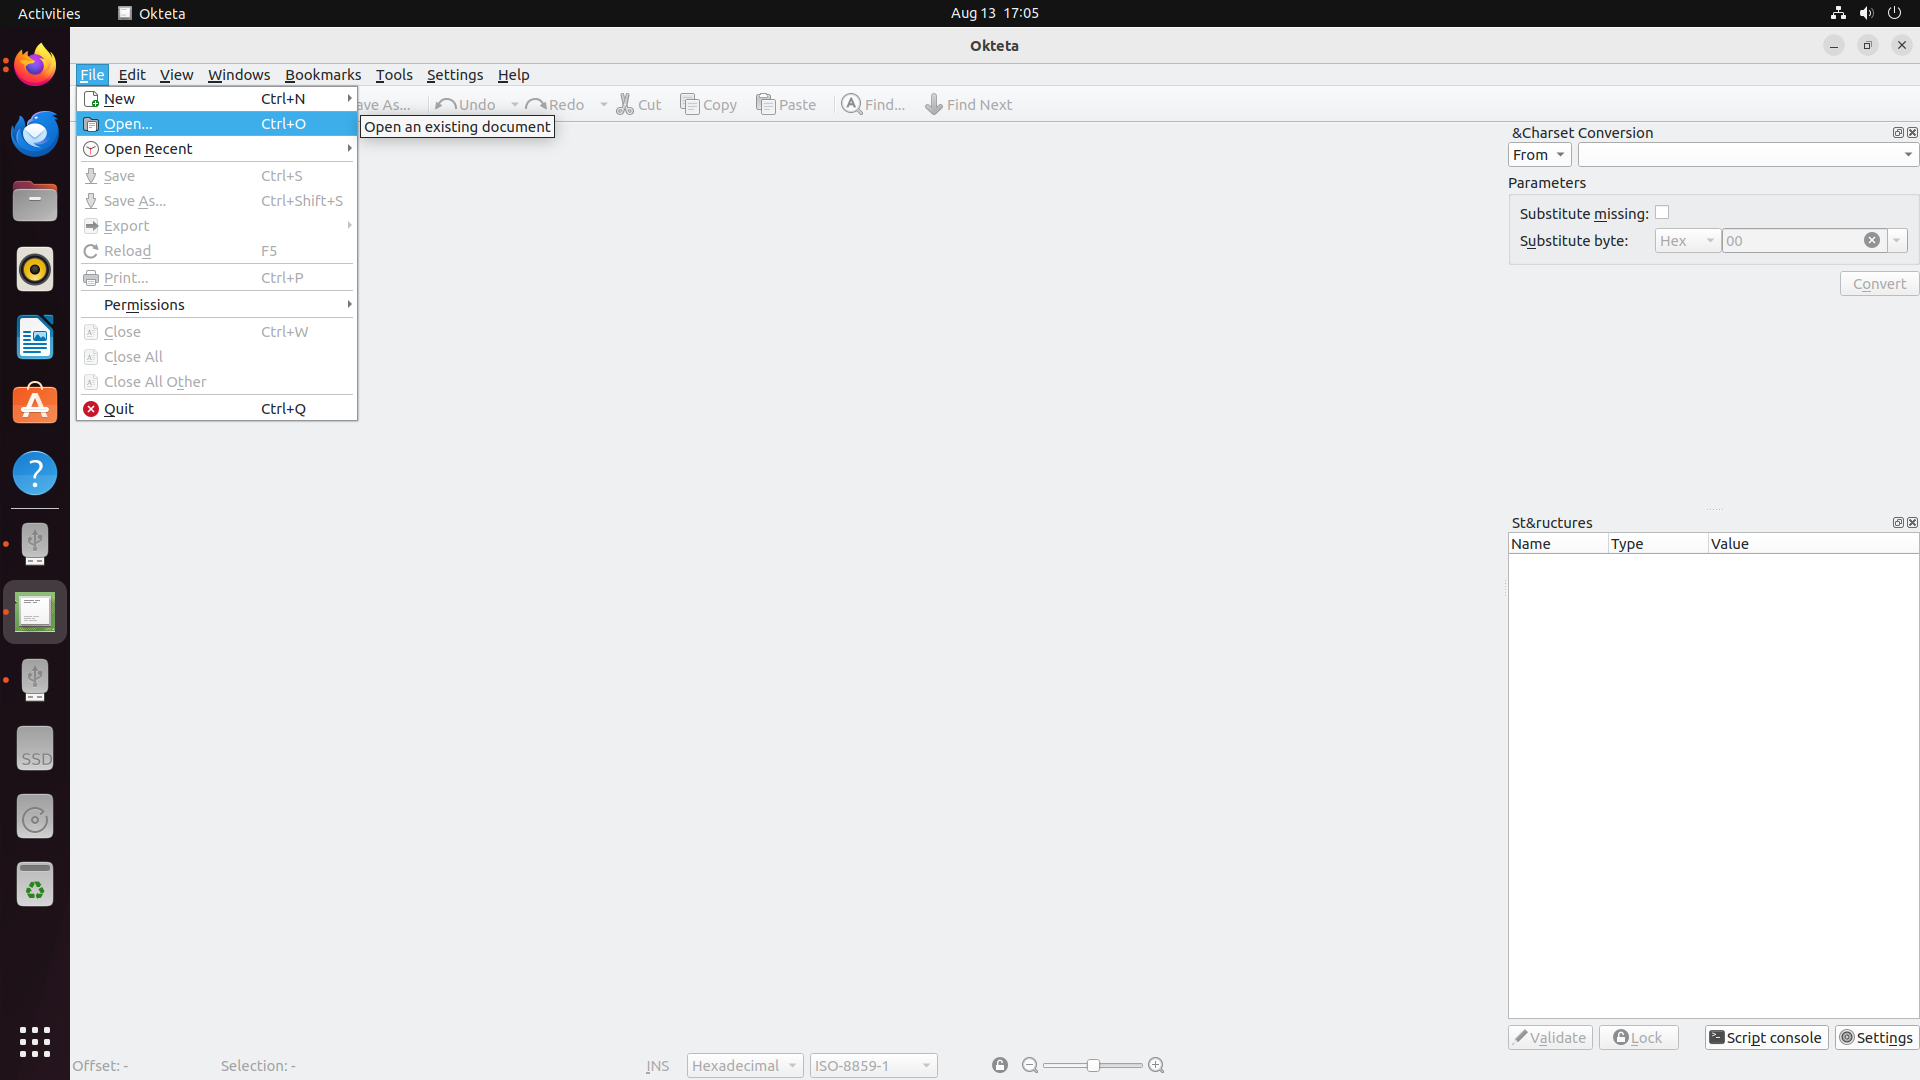 Activities
Okteta
Aug 13 17:05
Okteta
File Edit View Windows Bookmarks Tools Settings Help
New Ctrl+N
ave As... Undo Redo Cut Copy Paste Find... Find Next
Open... Ctrl+O
Open an existing document
Open Recent
Save Ctrl+S
Save As... Ctrl+Shift+S
Export
Reload F5
Print... Ctrl+P
Permissions
Close Ctrl+W
Close All
Close All Other
Quit Ctrl+Q
&Charset Conversion
From
Parameters
Substitute missing:
Substitute byte: Hex 00
Convert
St&ructures
Name Type Value
SSD
Validate Lock Script console Settings
Offset: - Selection: - INS Hexadecimal ISO-8859-1